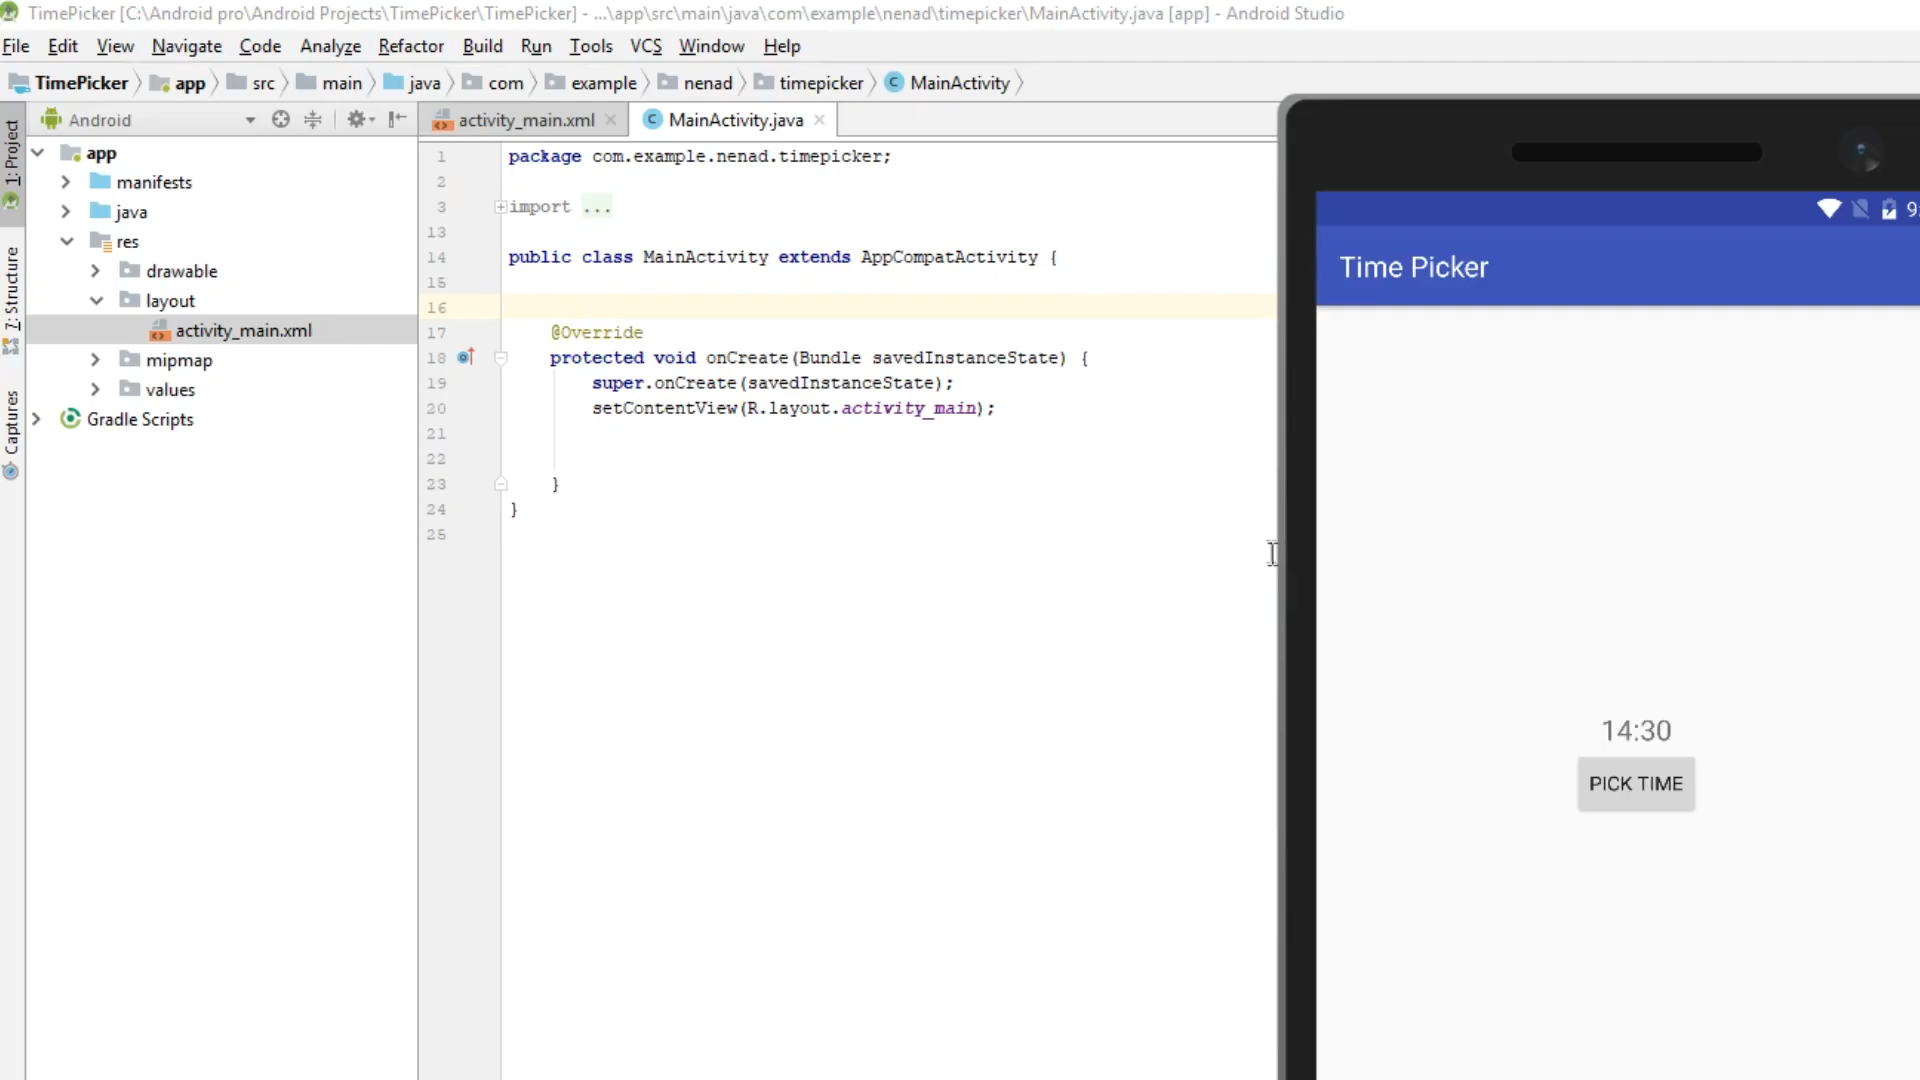 TimePicker [C:\Android pro\Android Projects\TimePicker\TimePicker] - ...\app\src\main\java\com\example\nenad\timepicker\MainActivity.java [app] - Android Studio
File Edit View Navigate Code Analyze Refactor Build Run Tools VCS Window Help
TimePicker app src main java com example nenad timepicker MainActivity
1: Project
7: Structure
Captures
Android
app
manifests
java
res
drawable
layout
activity_main.xml
mipmap
values
Gradle Scripts
activity_main.xml MainActivity.java
1 package com.example.nenad.timepicker;
2
3 import ...
13
14 public class MainActivity extends AppCompatActivity {
15
16
17 @Override
18 protected void onCreate(Bundle savedInstanceState) {
19 super.onCreate(savedInstanceState);
20 setContentView(R.layout.activity_main);
21
22
23 }
24 }
25
9:
Time Picker
14:30
PICK TIME